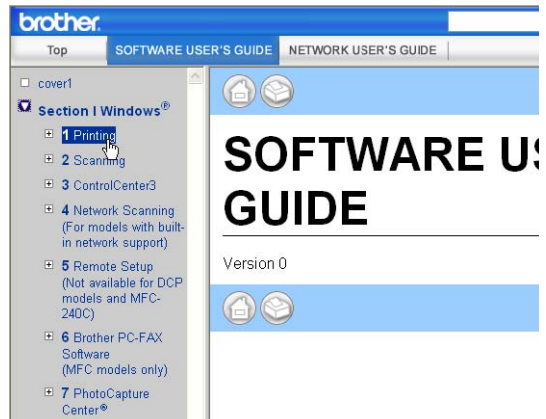 brother.
Top
SOFTWARE USER'S GUIDE
NETWORK USER'S GUIDE
cover1
Section I Windows®
1 Printing
2 Scanning
3 ControlCenter3
4 Network Scanning
(For models with built-
in network support)
5 Remote Setup
(Not available for DCP
models and MFC-
240C)
6 Brother PC-FAX
Software
(MFC models only)
7 PhotoCapture
Center®
SOFTWARE US
GUIDE
Version 0